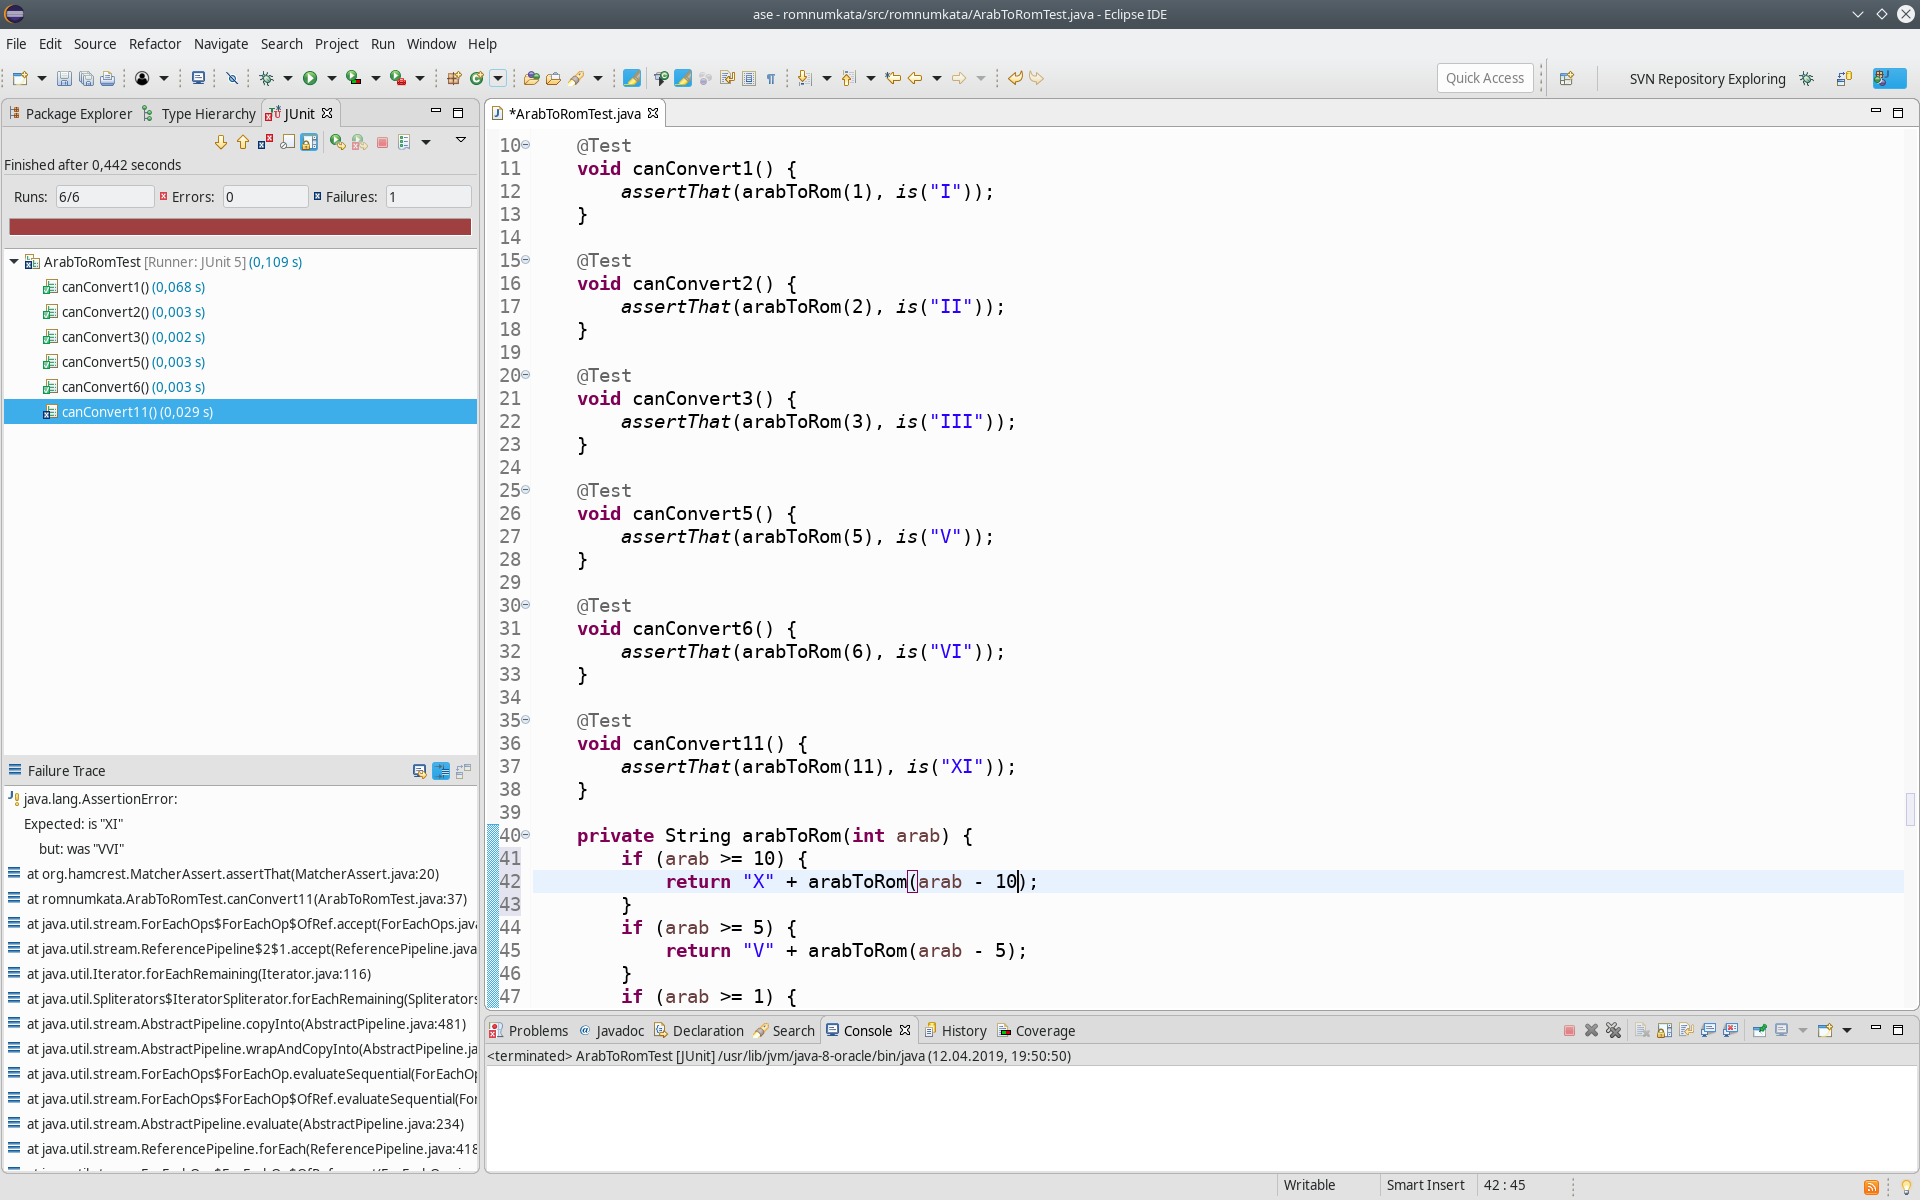 ase - romnumkata/src/romnumkata/ArabToRomTest.java - Eclipse IDE
File Edit Source Refactor Navigate Search Project Run Window Help
Quick Access
SVN Repository Exploring
Package Explorer
Type Hierarchy
JUnit
Finished after 0,442 seconds
Runs: 6/6 Errors: 0 Failures: 1
ArabToRomTest [Runner: JUnit 5] (0,109 s)
canConvert1() (0,068 s)
canConvert2() (0,003 s)
canConvert3() (0,002 s)
canConvert5() (0,003 s)
canConvert6() (0,003 s)
canConvert11() (0,029 s)
Failure Trace
java.lang.AssertionError:
Expected: is "XI"
but: was "VVI"
at org.hamcrest.MatcherAssert.assertThat(MatcherAssert.java:20)
at romnumkata.ArabToRomTest.canConvert11(ArabToRomTest.java:37)
at java.util.stream.ForEachOps$ForEachOp$OfRef.accept(ForEachOps.java
at java.util.stream.ReferencePipeline$2$1.accept(ReferencePipeline.java
at java.util.Iterator.forEachRemaining(Iterator.java:116)
at java.util.Spliterators$IteratorSpliterator.forEachRemaining(Spliterators
at java.util.stream.AbstractPipeline.copyInto(AbstractPipeline.java:481)
at java.util.stream.AbstractPipeline.wrapAndCopyInto(AbstractPipeline.ja
at java.util.stream.ForEachOps$ForEachOp.evaluateSequential(ForEachOp
at java.util.stream.ForEachOps$ForEachOp$OfRef.evaluateSequential(For
at java.util.stream.AbstractPipeline.evaluate(AbstractPipeline.java:234)
at java.util.stream.ReferencePipeline.forEach(ReferencePipeline.java:418
*ArabToRomTest.java
10 @Test
11 void canConvert1() {
12 assertThat(arabToRom(1), is("I"));
13 }
14
15 @Test
16 void canConvert2() {
17 assertThat(arabToRom(2), is("II"));
18 }
19
20 @Test
21 void canConvert3() {
22 assertThat(arabToRom(3), is("III"));
23 }
24
25 @Test
26 void canConvert5() {
27 assertThat(arabToRom(5), is("V"));
28 }
29
30 @Test
31 void canConvert6() {
32 assertThat(arabToRom(6), is("VI"));
33 }
34
35 @Test
36 void canConvert11() {
37 assertThat(arabToRom(11), is("XI"));
38 }
39
40 private String arabToRom(int arab) {
41 if (arab >= 10) {
42 return "X" + arabToRom(arab - 10);
43 }
44 if (arab >= 5) {
45 return "V" + arabToRom(arab - 5);
46 }
47 if (arab >= 1) {
Problems Javadoc Declaration Search Console History Coverage
<terminated> ArabToRomTest [JUnit] /usr/lib/jvm/java-8-oracle/bin/java (12.04.2019, 19:50:50)
Writable Smart Insert 42 : 45